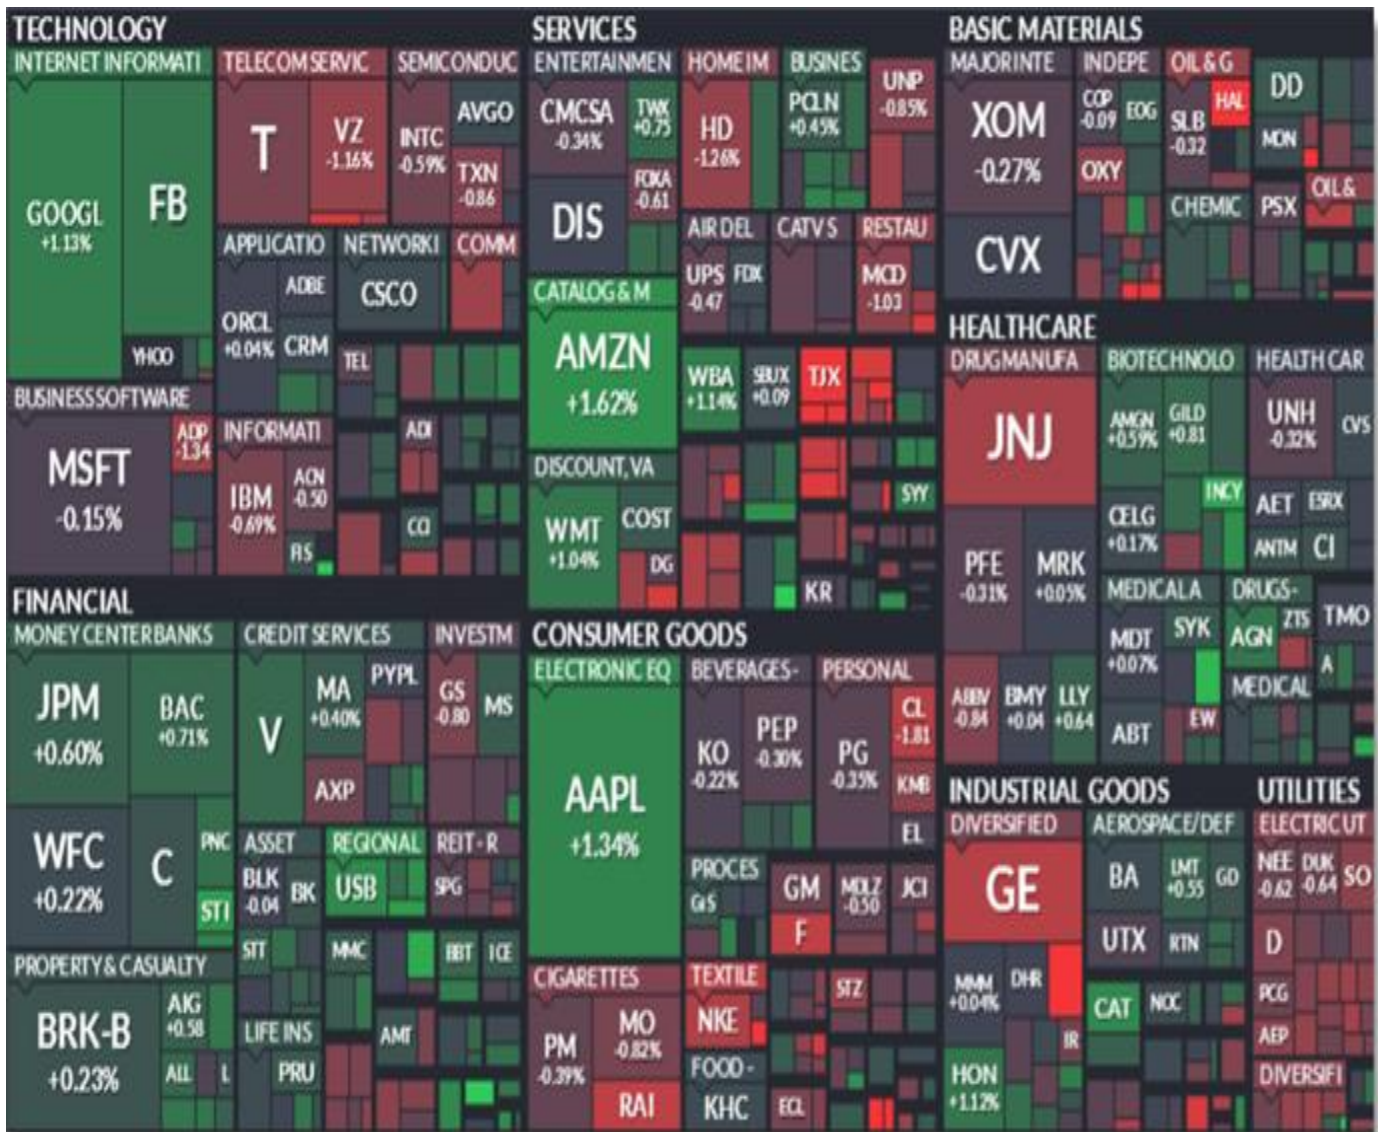 TECHNOLOGY
INTERNET INFORMATI
GOOGL
+1.13%
FB
YHOO
TELECOM SERVIC
T
VZ
-1.16%
SEMICONDUC
INTC
-0.59%
AVGO
TXN
-0.86
APPLICATIO
ORCL
+0.04%
ADBE
CRM
NETWORKI
CSCO
COMM
BUSINESS SOFTWARE
MSFT
-0.15%
ADP
-1.34
INFORMATI
IBM
-0.69%
ACN
-0.50
FIS
TEL
ADI
CCI
SERVICES
ENTERTAINMEN
CMCSA
-0.34%
TWX
+0.75
DIS
FOXA
-0.61
HOME IM
HD
-1.26%
BUSINES
PCLN
+0.45%
UNP
-0.85%
AIR DEL
UPS
-0.47
FDX
CATV S
RESTAU
MCD
-1.03
CATALOG & M
AMZN
+1.62%
WBA
+1.14%
SBUX
+0.09
TJX
DISCOUNT, VA
WMT
+1.04%
COST
DG
SYY
KR
BASIC MATERIALS
MAJOR INTE
XOM
-0.27%
CVX
INDEPE
COP
-0.09
EOG
OXY
OIL & G
SLB
-0.32
HAL
DD
MON
CHEMIC
PSX
OIL &
HEALTHCARE
DRUG MANUFA
JNJ
PFE
-0.31%
MRK
+0.05%
ABBV
-0.84
BMY
+0.04
LLY
+0.64
BIOTECHNOLO
AMGN
+0.59%
GILD
+0.81
CELG
+0.17%
INCY
HEALTH CAR
UNH
-0.32%
CVS
AET
ESRX
ANTM
CI
MEDICAL A
MDT
+0.07%
SYK
ABT
EW
DRUGS -
AGN
ZTS
TMO
A
MEDICAL
FINANCIAL
MONEY CENTER BANKS
JPM
+0.60%
BAC
+0.71%
WFC
+0.22%
C
PNC
STI
CREDIT SERVICES
V
MA
+0.40%
PYPL
AXP
INVESTM
GS
-0.80
MS
ASSET
BLK
-0.04
BK
STT
REGIONAL
USB
REIT - R
SPG
MMC
BBT
ICE
PROPERTY & CASUALTY
BRK-B
+0.23%
AIG
+0.58
ALL
L
LIFE INS
PRU
AMT
CONSUMER GOODS
ELECTRONIC EQ
AAPL
+1.34%
BEVERAGES -
KO
-0.22%
PEP
-0.30%
PERSONAL
PG
-0.35%
CL
-1.81
KMB
EL
PROCES
GIS
GM
F
MDLZ
-0.50
JCI
CIGARETTES
PM
-0.39%
MO
-0.82%
RAI
TEXTILE
NKE
STZ
FOOD -
KHC
ECL
INDUSTRIAL GOODS
DIVERSIFIED
GE
MMM
+0.04%
DHR
IR
HON
+1.12%
AEROSPACE/DEF
BA
LMT
+0.55
GD
UTX
RTN
CAT
NOC
UTILITIES
ELECTRIC UT
NEE
-0.62
DUK
-0.64
SO
D
PCG
AEP
DIVERSIFI